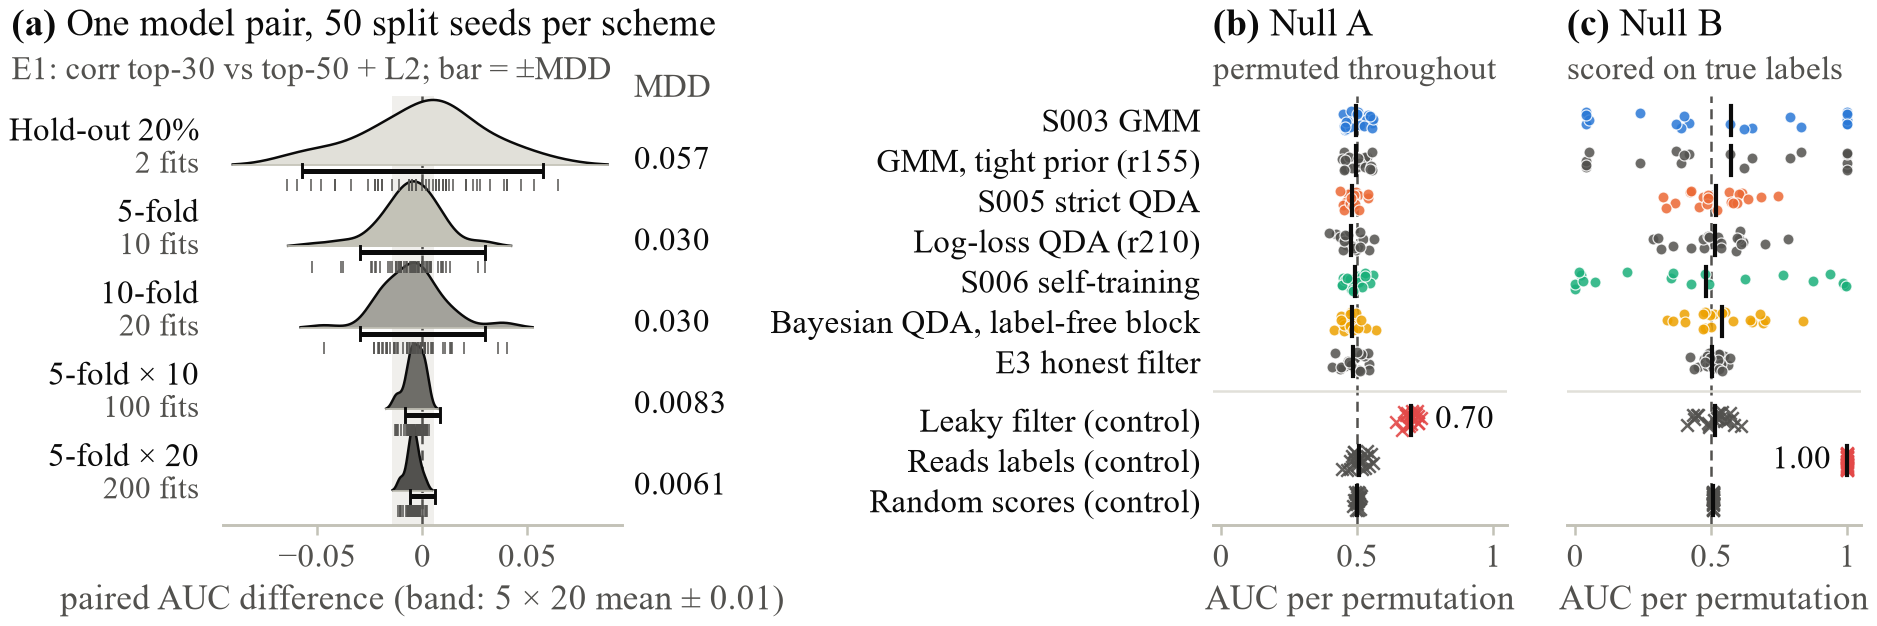 (a) One model pair, 50 split seeds per scheme
E1: corr top-30 vs top-50 + L2; bar = ±MDD
MDD
Hold-out 20%
2 fits
0.057
5-fold
10 fits
0.030
10-fold
20 fits
0.030
5-fold × 10
100 fits
0.0083
5-fold × 20
200 fits
0.0061
−0.05 0 0.05
paired AUC difference (band: 5 × 20 mean ± 0.01)
(b) Null A
permuted throughout
S003 GMM
GMM, tight prior (r155)
S005 strict QDA
Log-loss QDA (r210)
S006 self-training
Bayesian QDA, label-free block
E3 honest filter
Leaky filter (control)
0.70
Reads labels (control)
Random scores (control)
0 0.5 1
AUC per permutation
(c) Null B
scored on true labels
1.00
0 0.5 1
AUC per permutation